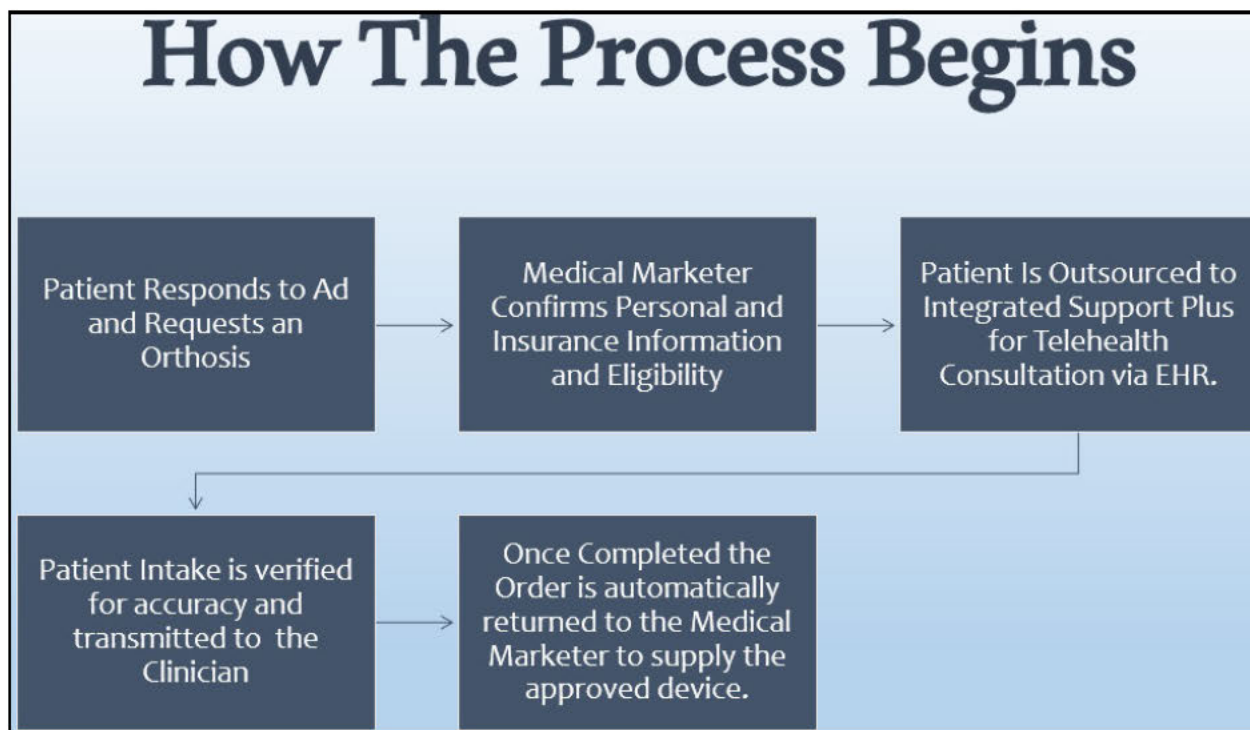 How The Process Begins
Patient Responds to Ad
and Requests an
Orthosis
Medical Marketer
Confirms Personal and
Insurance Information
and Eligibility
Patient Is Outsourced to
Integrated Support Plus
for Telehealth
Consultation via EHR.
Patient Intake is verified
for accuracy and
transmitted to the
Clinician
Once Completed the
Order is automatically
returned to the Medical
Marketer to supply the
approved device.